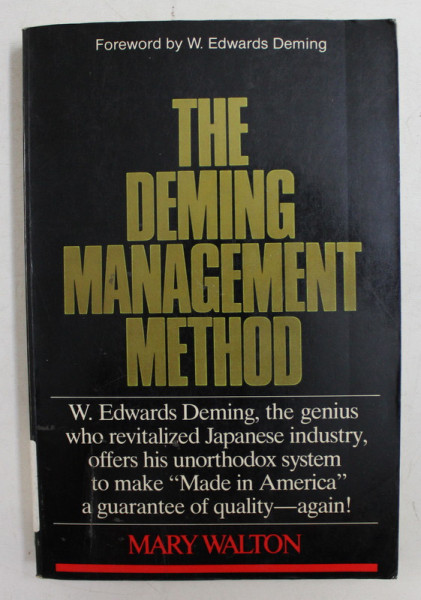 Foreword by W. Edwards Deming
THE
DEMING
MANAGEMENT
METHOD
W. Edwards Deming, the genius
who revitalized Japanese industry,
offers his unorthodox system
to make “Made in America”
a guarantee of quality—again!
MARY WALTON